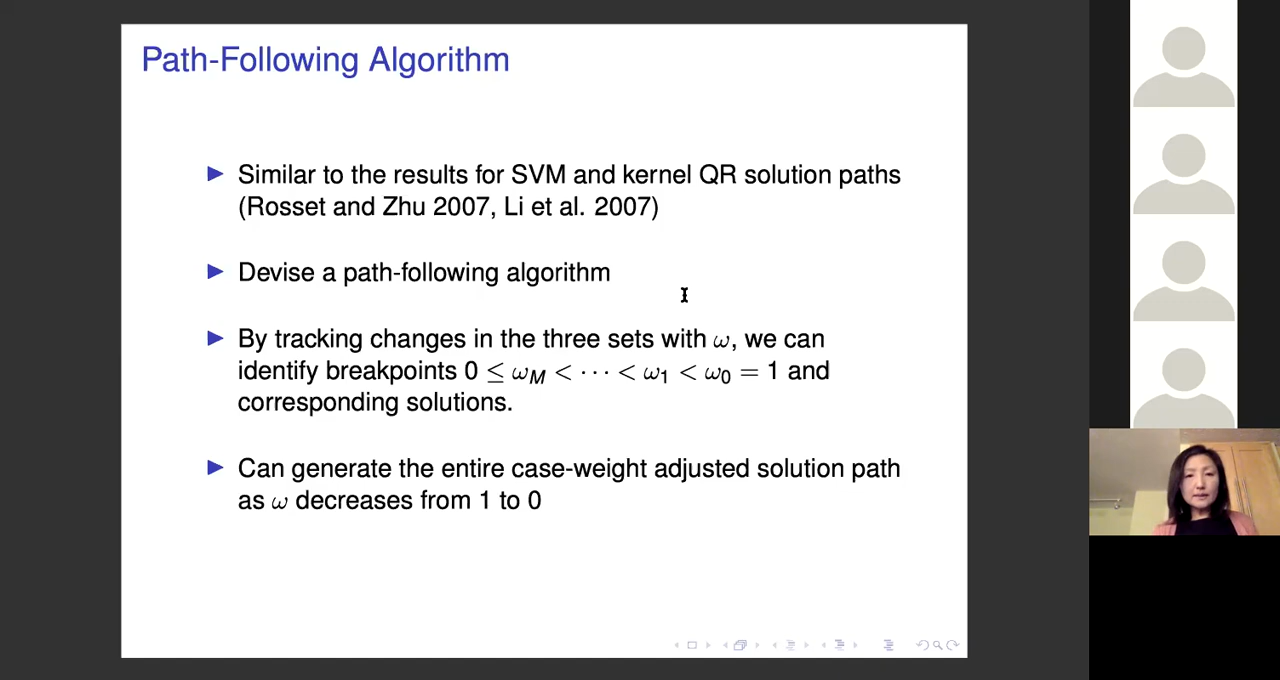 Path-Following Algorithm
Similar to the results for SVM and kernel QR solution paths
(Rosset and Zhu 2007, Li et al. 2007)
Devise a path-following algorithm
By tracking changes in the three sets with ω, we can
identify breakpoints 0 ≤ ω_M < ⋯ < ω_1 < ω_0 = 1 and
corresponding solutions.
Can generate the entire case-weight adjusted solution path
as ω decreases from 1 to 0